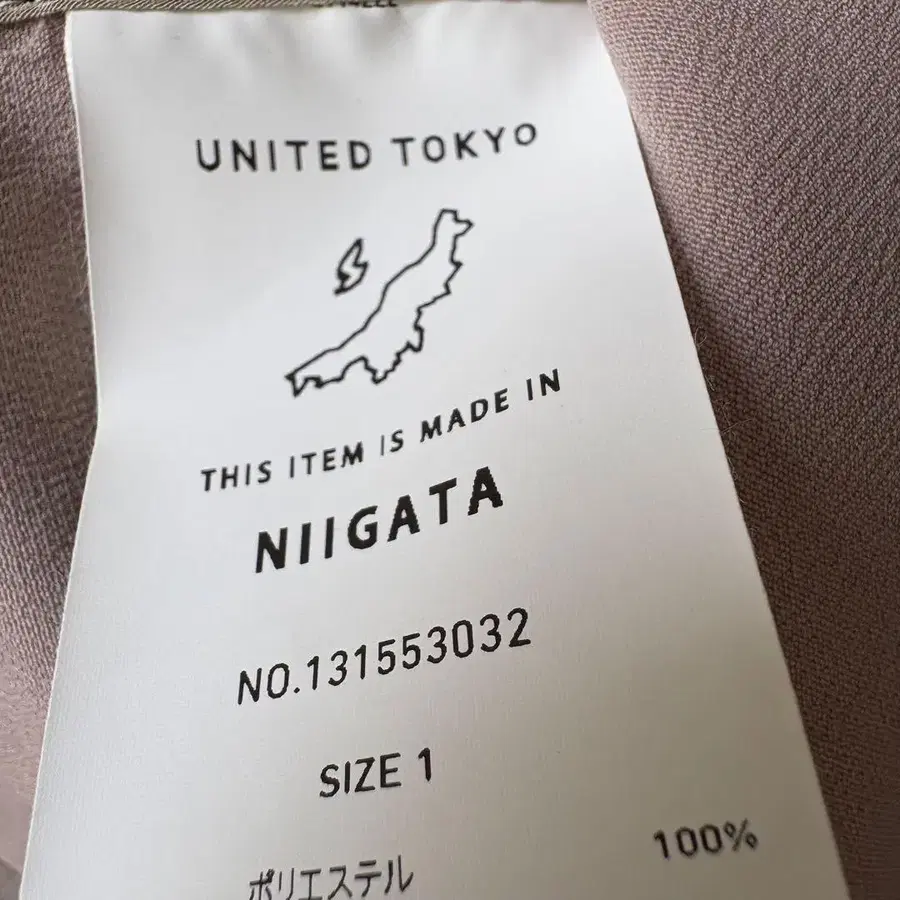 UNITED TOKYO
THIS ITEM IS MADE IN
NIIGATA
NO.131553032
SIZE 1
ポリエステル 100%